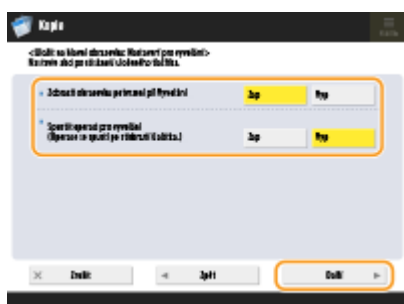 Kopie
<Uložit na hlavní obrazovku: Nastavení pro vyvolání>
Nastavte akci po stisknutí uloženého tlačítka.
Zobrazit obrazovku potvrzení při Vyvolání
Zap
Vyp
Spustit operaci pro vyvolání
(Operace se spustí po stisknutí tlačítka.)
Zap
Vyp
Zrušit
Zpět
Další